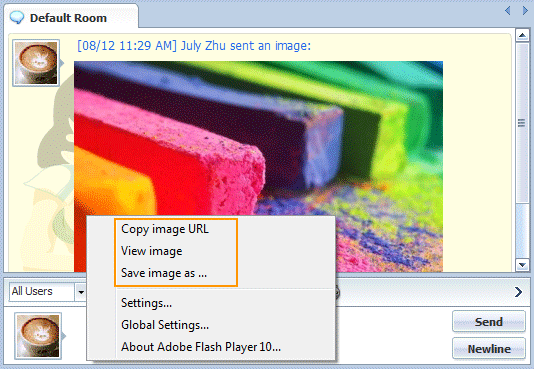 Default Room
[08/12 11:29 AM] July Zhu sent an image:
Copy image URL
View image
Save image as ...
Settings...
Global Settings...
About Adobe Flash Player 10...
All Users
Send
Newline